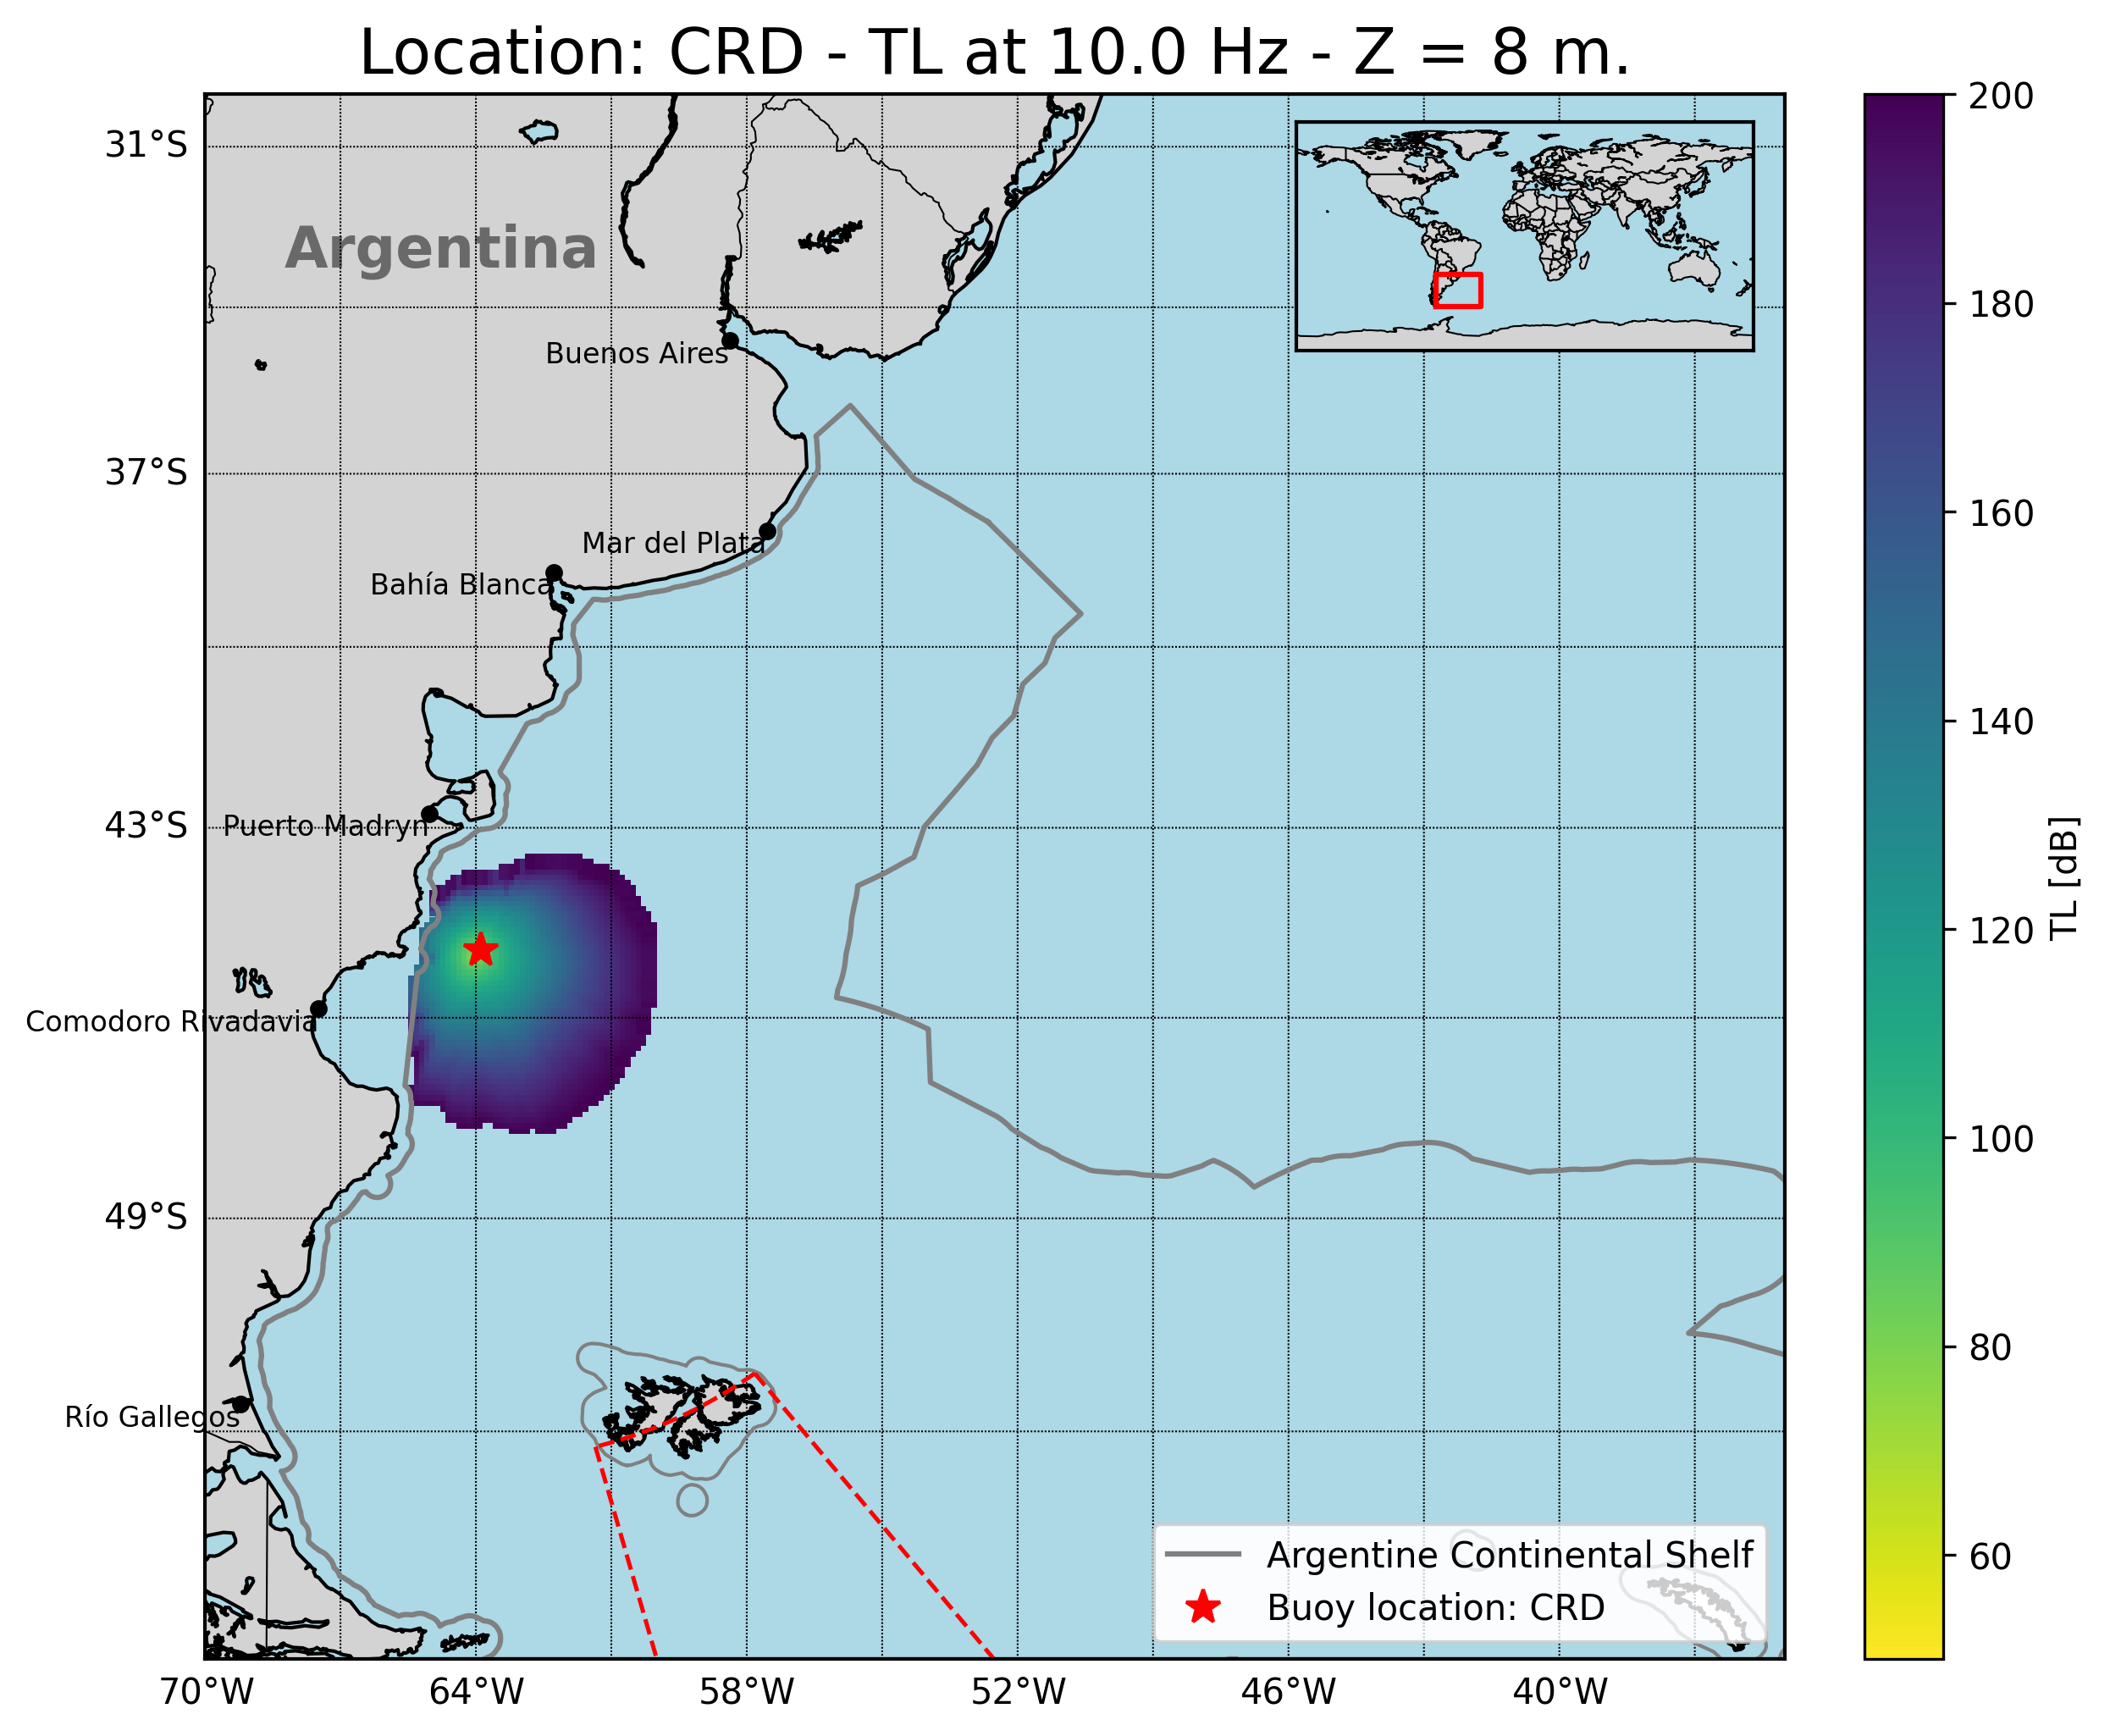 Location: CRD - TL at 10.0 Hz - Z = 8 m.
31°S
37°S
43°S
49°S
Argentina
Buenos Aires
Mar del Plata
Bahía Blanca
Puerto Madryn
Comodoro Rivadavia
Río Gallegos
Argentine Continental Shelf
Buoy location: CRD
70°W
64°W
58°W
52°W
46°W
40°W
200
180
160
140
120
100
80
60
TL [dB]